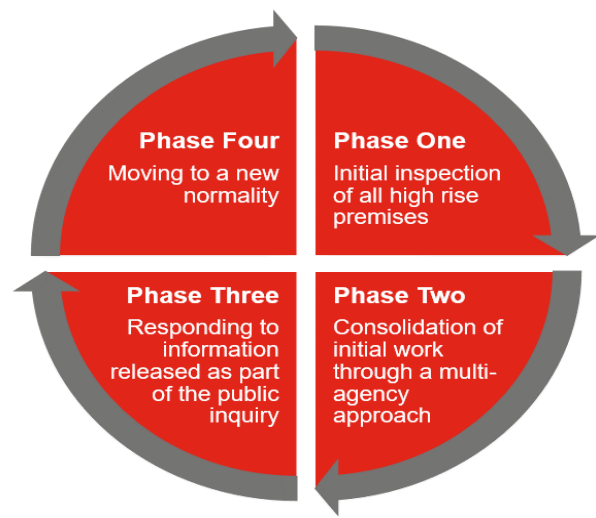 Phase One
Initial inspection
of all high rise
premises
Phase Two
Consolidation of
initial work
through a multi-
agency
approach
Phase Three
Responding to
information
released as part
of the public
inquiry
Phase Four
Moving to a new
normality